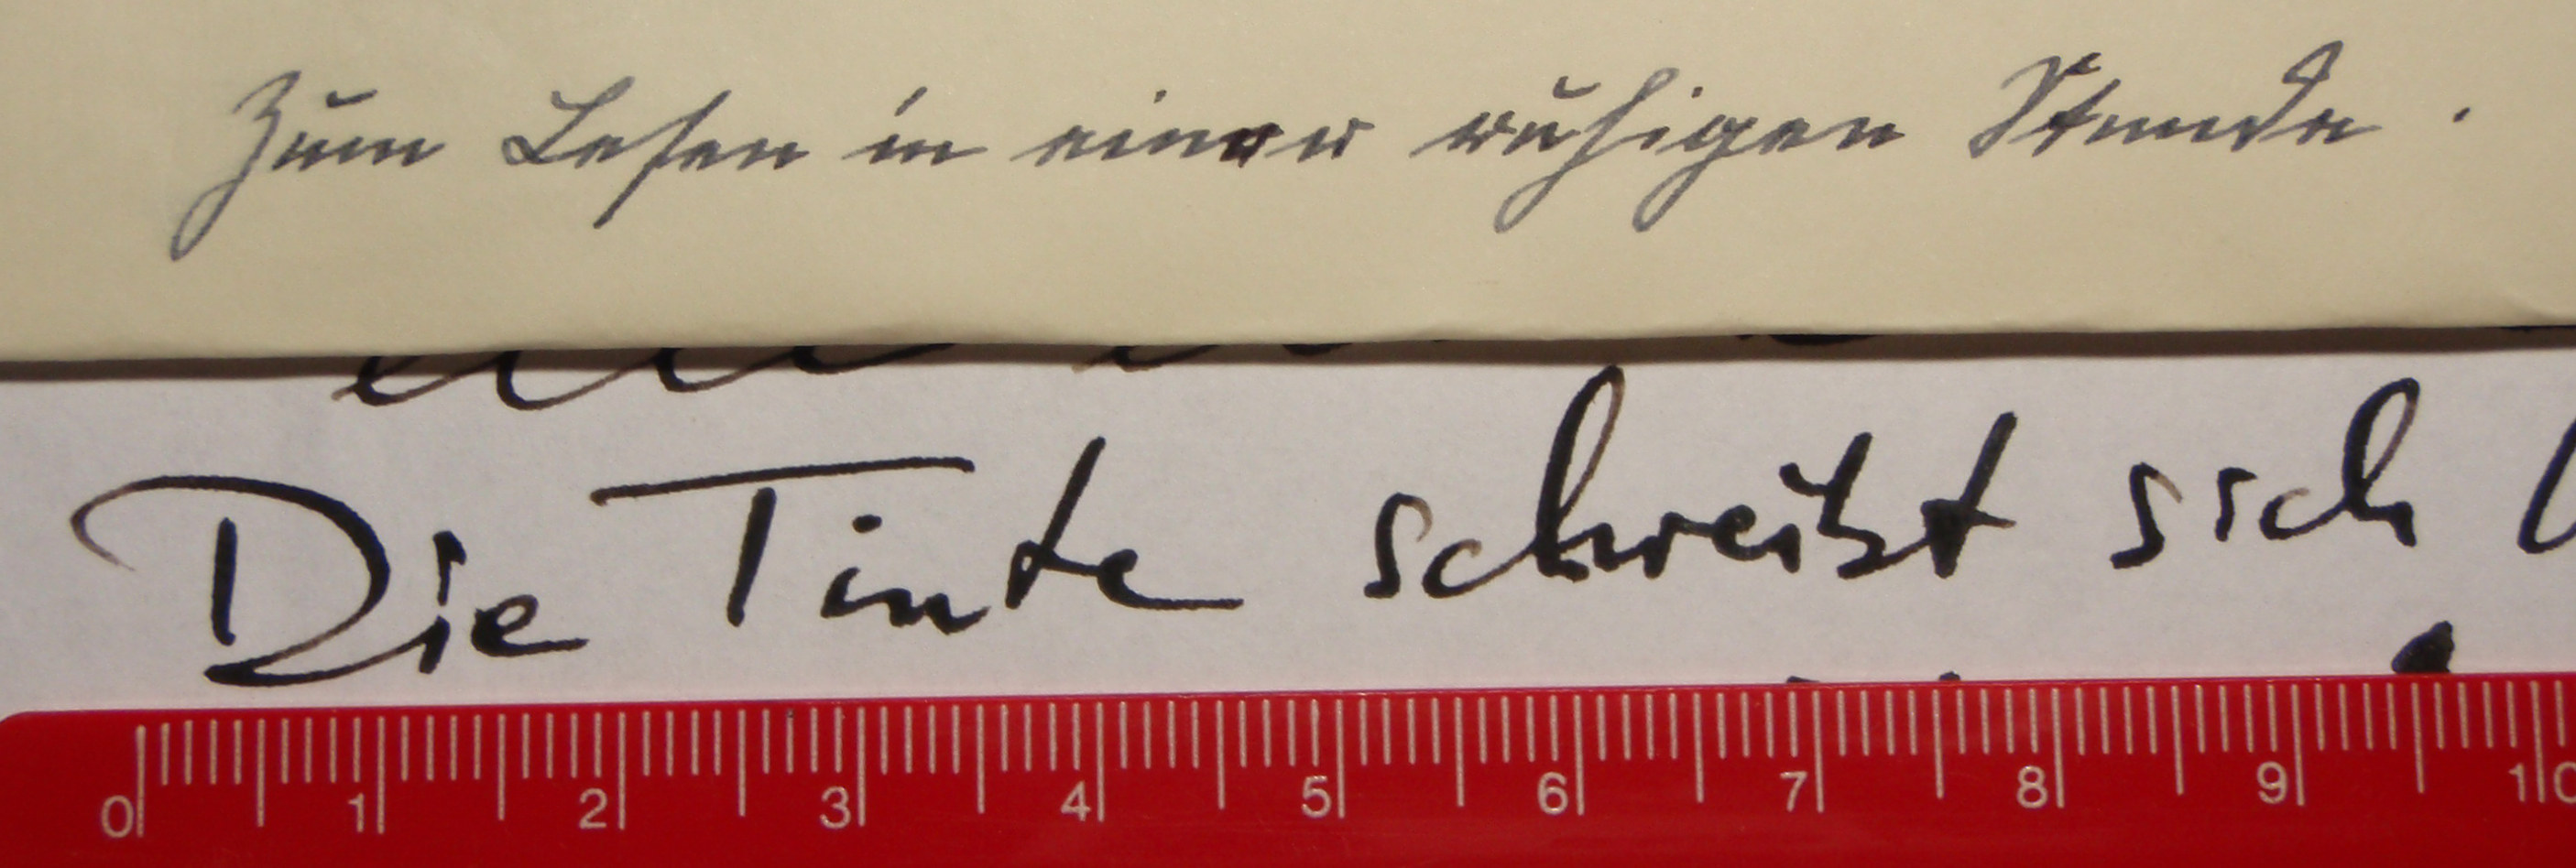 Zum Lesen in einer ruhigen Stunde.
Die Tinte schreibt sich
0 1 2 3 4 5 6 7 8 9 10